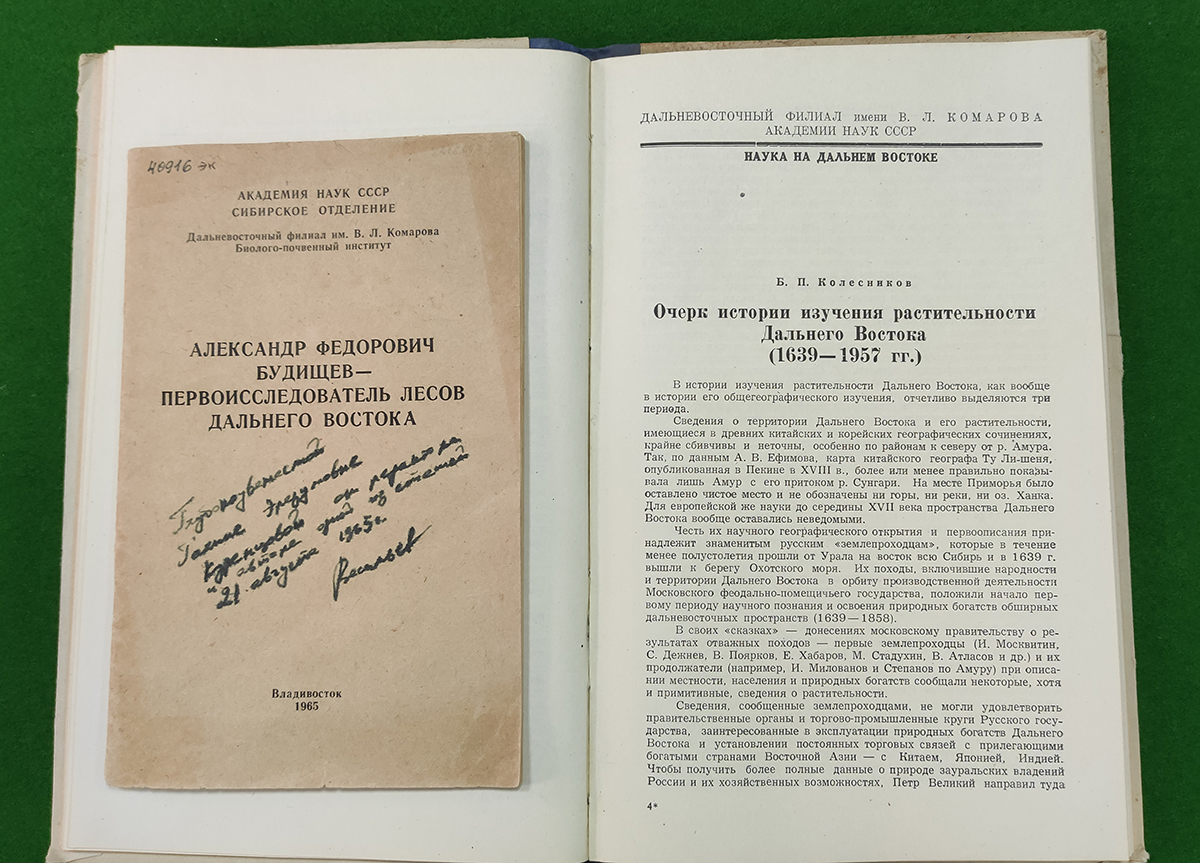 40916 эк
АКАДЕМИЯ НАУК СССР
СИБИРСКОЕ ОТДЕЛЕНИЕ
Дальневосточный филиал им. В. Л. Комарова
Биолого-почвенный институт
АЛЕКСАНДР ФЕДОРОВИЧ
БУДИЩЕВ—
ПЕРВОИССЛЕДОВАТЕЛЬ ЛЕСОВ
ДАЛЬНЕГО ВОСТОКА
Глубокоуважаемой
Галине Эразмовне
Куренцовой от редактора
и автора одной из статей
21 августа 1965г.
Владивосток
1965
ДАЛЬНЕВОСТОЧНЫЙ ФИЛИАЛ имени В. Л. КОМАРОВА
АКАДЕМИИ НАУК СССР
НАУКА НА ДАЛЬНЕМ ВОСТОКЕ
Б. П. Колесников
Очерк истории изучения растительности
Дальнего Востока
(1639—1957 гг.)
В истории изучения растительности Дальнего Востока, как вообще
в истории его общегеографического изучения, отчетливо выделяются три
периода.
Сведения о территории Дальнего Востока и его растительности,
имеющиеся в древних китайских и корейских географических сочинениях,
крайне сбивчивы и неточны, особенно по районам к северу от р. Амура.
Так, по данным А. В. Ефимова, карта китайского географа Ту Ли-шеня,
опубликованная в Пекине в XVIII в., более или менее правильно показы-
вала лишь Амур с его притоком р. Сунгари. На месте Приморья было
оставлено чистое место и не обозначены ни горы, ни реки, ни оз. Ханка.
Для европейской же науки до середины XVII века пространства Дальнего
Востока вообще оставались неведомыми.
Честь их научного географического открытия и первоописания при-
надлежит знаменитым русским «землепроходцам», которые в течение
менее полустолетия прошли от Урала на восток всю Сибирь и в 1639 г.
вышли к берегу Охотского моря. Их походы, включившие народности
и территории Дальнего Востока в орбиту производственной деятельности
Московского феодально-помещичьего государства, положили начало пер-
вому периоду научного познания и освоения природных богатств обширных
дальневосточных пространств (1639—1858).
В своих «сказках» — донесениях московскому правительству о ре-
зультатах отважных походов — первые землепроходцы (И. Москвитин,
С. Дежнев, В. Поярков, Е. Хабаров, М. Стадухин, В. Атласов и др.) и их
продолжатели (например, И. Милованов и Степанов по Амуру) при описа-
нии местности, населения и природных богатств сообщали некоторые, хотя
и примитивные, сведения о растительности.
Сведения, сообщенные землепроходцами, не могли удовлетворить
правительственные органы и торгово-промышленные круги Русского госу-
дарства, заинтересованные в эксплуатации природных богатств Дальнего
Востока и установлении постоянных торговых связей с прилегающими
богатыми странами Восточной Азии — с Китаем, Японией, Индией.
Чтобы получить более полные данные о природе зауральских владений
России и их хозяйственных возможностях, Петр Великий направил туда
4*